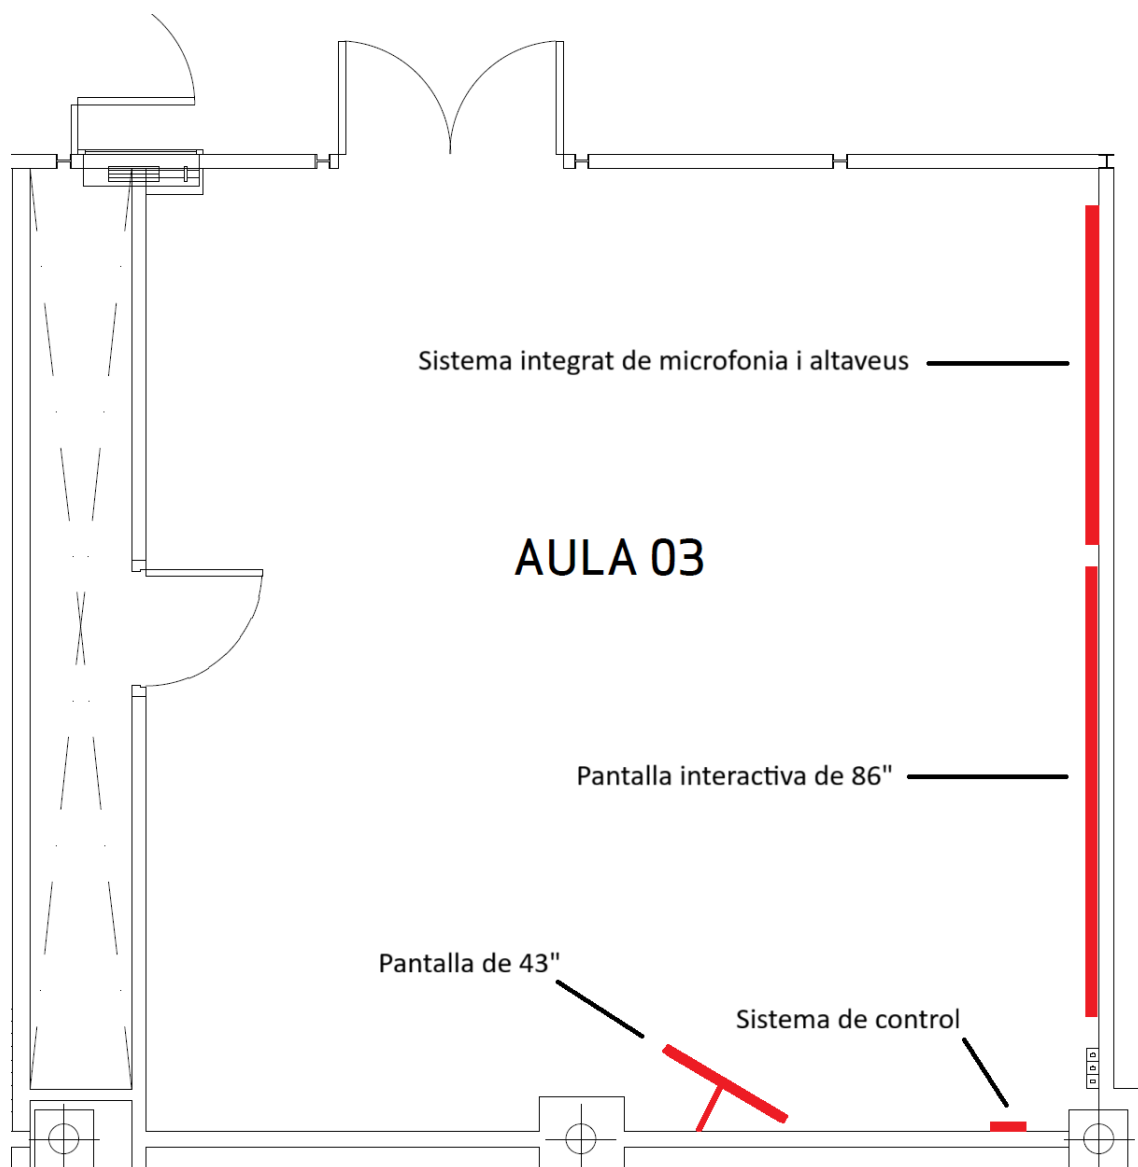 Sistema integrat de microfonia i altaveus
AULA 03
Pantalla interactiva de 86"
Pantalla de 43"
Sistema de control